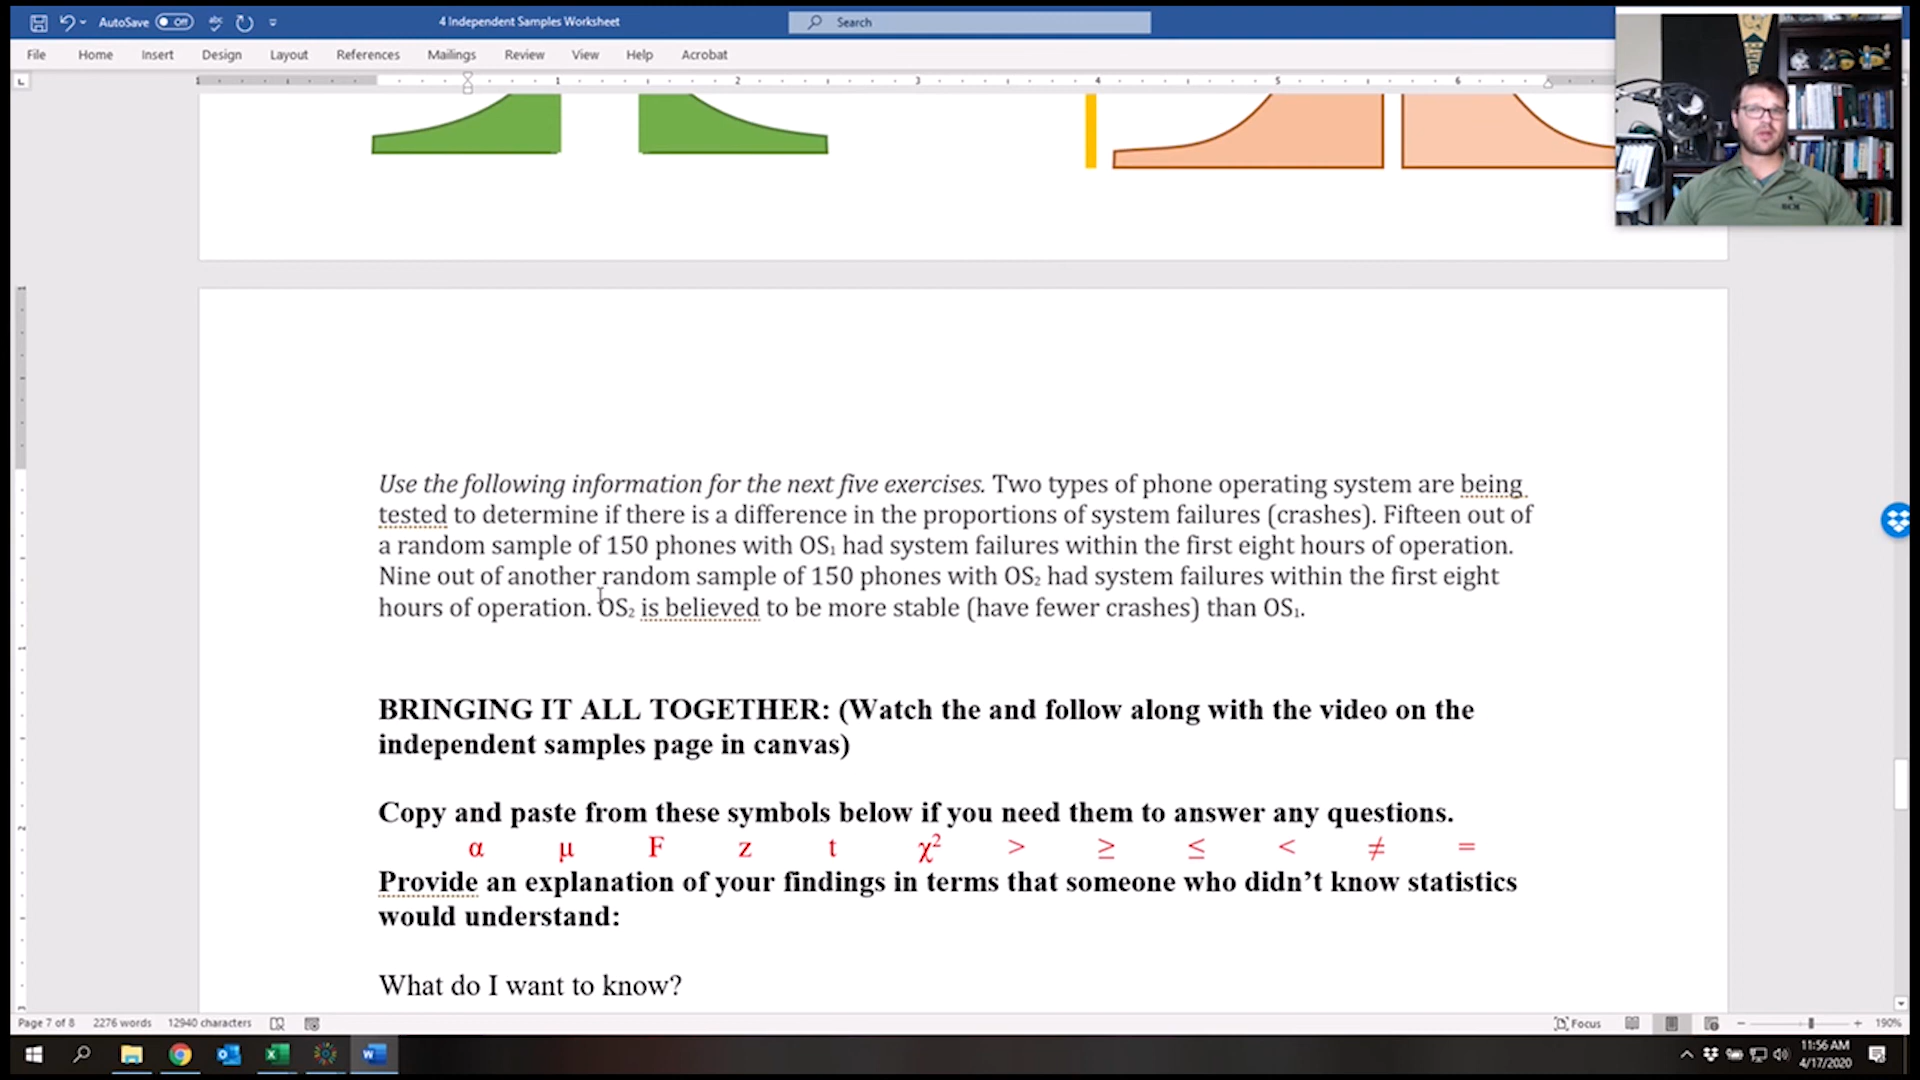 AutoSave Off abc 4 Independent Samples Worksheet Search
File Home Insert Design Layout References Mailings Review View Help Acrobat
1 1 2 3 4 5 6
Use the following information for the next five exercises. Two types of phone operating system are being
tested to determine if there is a difference in the proportions of system failures (crashes). Fifteen out of
a random sample of 150 phones with OS₁ had system failures within the first eight hours of operation.
Nine out of another random sample of 150 phones with OS₂ had system failures within the first eight
hours of operation. OS₂ is believed to be more stable (have fewer crashes) than OS₁.
BRINGING IT ALL TOGETHER: (Watch the and follow along with the video on the
independent samples page in canvas)
Copy and paste from these symbols below if you need them to answer any questions.
α μ F z t χ² > ≥ ≤ < ≠ =
Provide an explanation of your findings in terms that someone who didn’t know statistics
would understand:
What do I want to know?
Page 7 of 8 2276 words 12940 characters Focus 190%
11:56 AM
4/17/2020